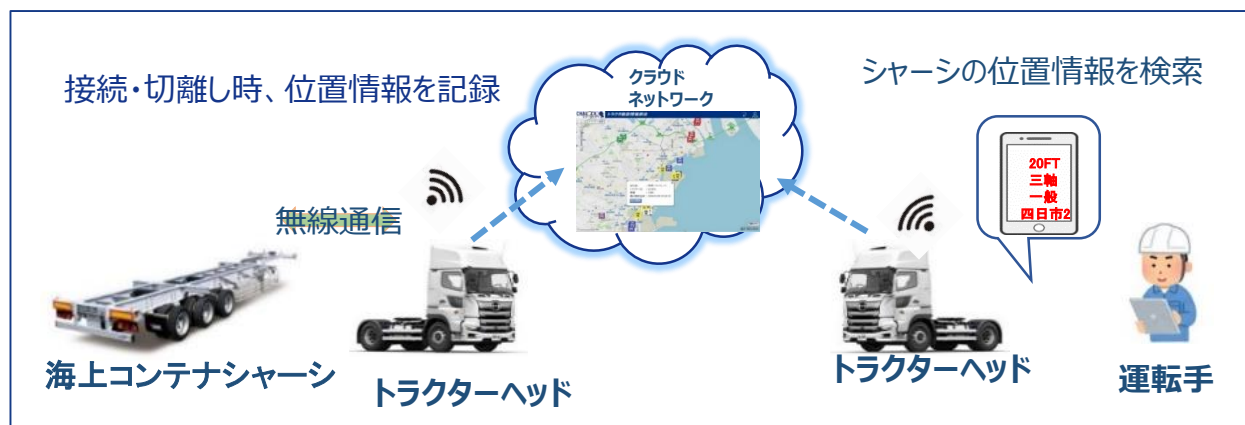 接続・切離し時、位置情報を記録
クラウド
ネットワーク
シャーシの位置情報を検索
無線通信
20FT
三軸
一般
四日市2
海上コンテナシャーシ
トラクターヘッド
トラクターヘッド
運転手